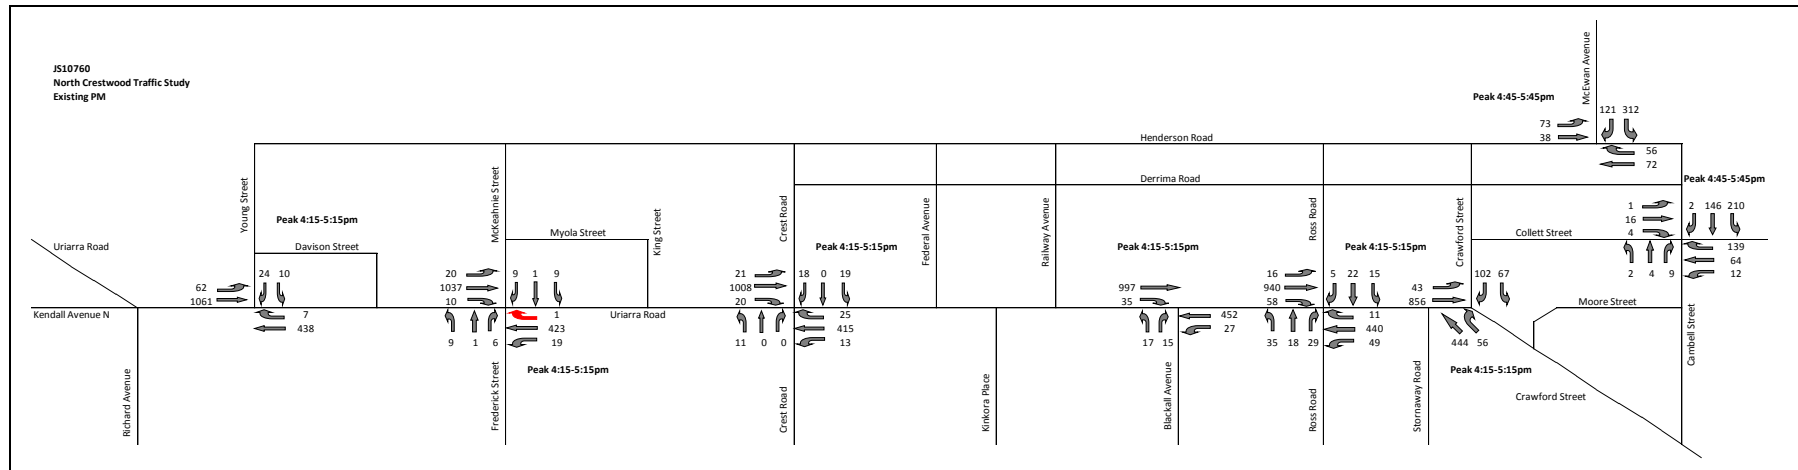 JS10760
North Crestwood Traffic Study
Existing PM
McEwan Avenue
Peak 4:45-5:45pm
121 312
73
38
Henderson Road
56
72
Derrima Road
Peak 4:45-5:45pm
Young Street
McKeahnie Street
Crest Road
Federal Avenue
Railway Avenue
Ross Road
Crawford Street
Peak 4:15-5:15pm
Myola Street
King Street
1
16
4
2 146 210
Collett Street
139
64
12
2 4 9
Uriarra Road
Davison Street
Peak 4:15-5:15pm
Peak 4:15-5:15pm
Peak 4:15-5:15pm
62
1061
24 10
20
1037
10
9 1 9
21
1008
20
18 0 19
997
35
16
940
58
5 22 15
43
856
102 67
Moore Street
Kendall Avenue N
7
438
Uriarra Road
1
423
19
9 1 6
25
415
13
11 0 0
452
27
17 15
11
440
49
35 18 29
444 56
Cambell Street
Peak 4:15-5:15pm
Peak 4:15-5:15pm
Richard Avenue
Frederick Street
Crest Road
Kinkora Place
Blackall Avenue
Ross Road
Stornaway Road
Crawford Street